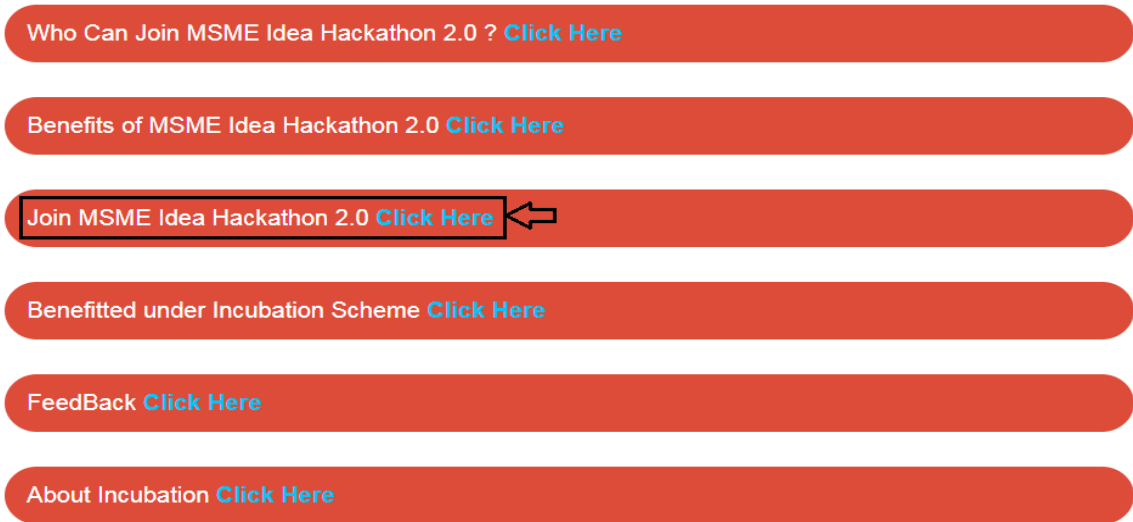 Who Can Join MSME Idea Hackathon 2.0 ? Click Here
Benefits of MSME Idea Hackathon 2.0 Click Here
Join MSME Idea Hackathon 2.0 Click Here
Benefitted under Incubation Scheme Click Here
FeedBack Click Here
About Incubation Click Here